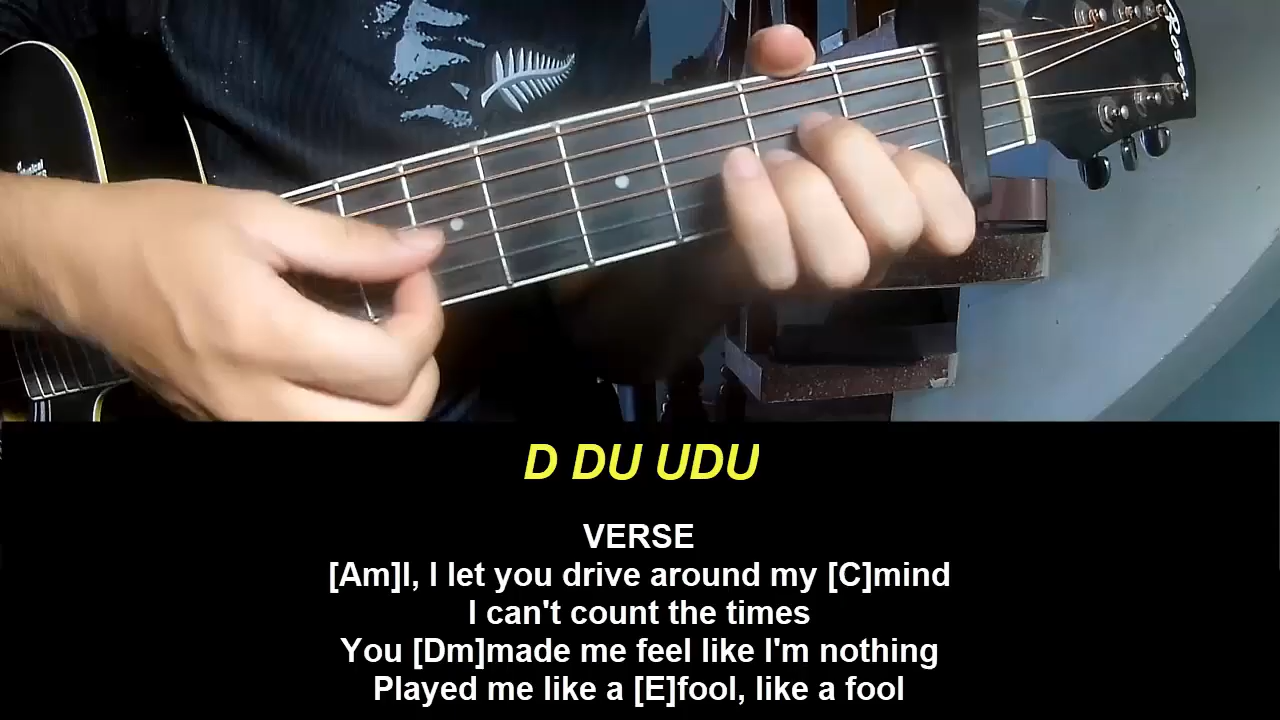 Rosen
D DU UDU
VERSE
[Am]I, I let you drive around my [C]mind
I can't count the times
You [Dm]made me feel like I'm nothing
Played me like a [E]fool, like a fool